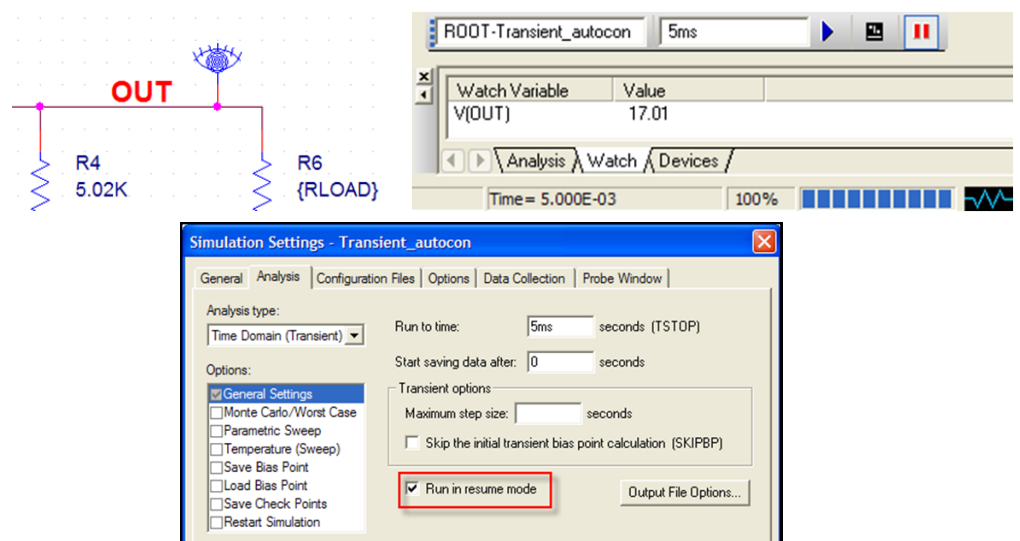 OUT
R4
5.02K
R6
{RLOAD}
ROOT-Transient_autocon 5ms
Watch Variable Value
V(OUT) 17.01
Analysis Watch Devices
Time= 5.000E-03 100%
Simulation Settings - Transient_autocon
General Analysis Configuration Files Options Data Collection Probe Window
Analysis type:
Time Domain (Transient)
Options:
General Settings
Monte Carlo/Worst Case
Parametric Sweep
Temperature (Sweep)
Save Bias Point
Load Bias Point
Save Check Points
Restart Simulation
Run to time: 5ms seconds (TSTOP)
Start saving data after: 0 seconds
Transient options
Maximum step size: seconds
Skip the initial transient bias point calculation (SKIPBP)
Run in resume mode
Output File Options...